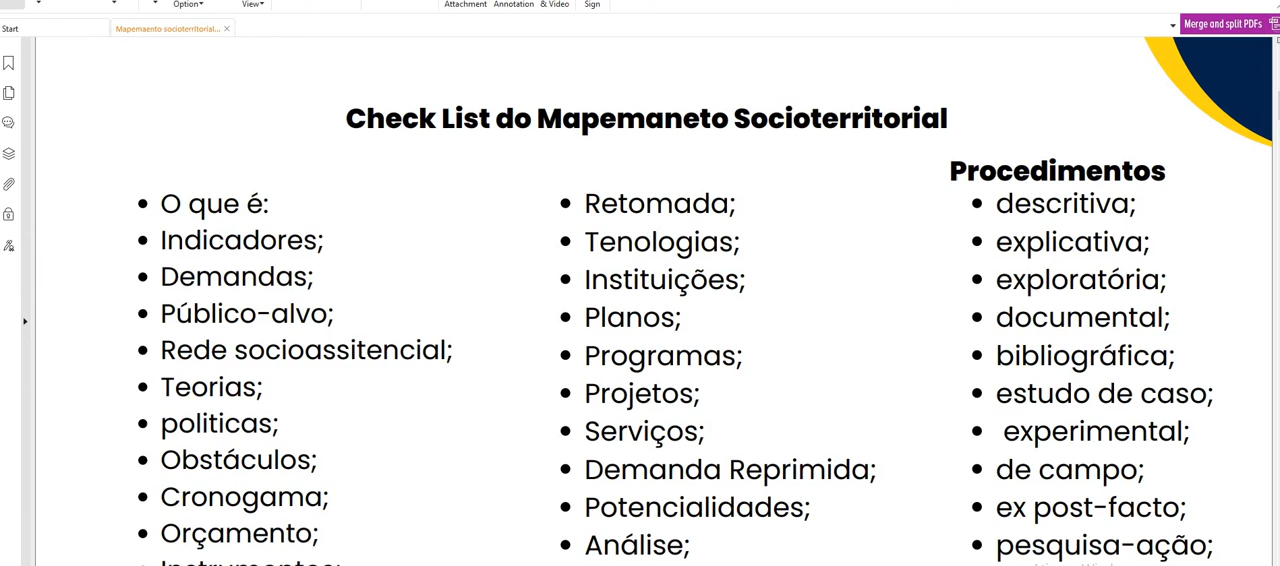 Option View Attachment Annotation & Video Sign
Start Mapemaento socioterritorial... Merge and split PDFs
Check List do Mapemaneto Socioterritorial
O que é:
Indicadores;
Demandas;
Público-alvo;
Rede socioassitencial;
Teorias;
politicas;
Obstáculos;
Cronogama;
Orçamento;
Instrumentos;
Retomada;
Tenologias;
Instituições;
Planos;
Programas;
Projetos;
Serviços;
Demanda Reprimida;
Potencialidades;
Análise;
Procedimentos
descritiva;
explicativa;
exploratória;
documental;
bibliográfica;
estudo de caso;
experimental;
de campo;
ex post-facto;
pesquisa-ação;